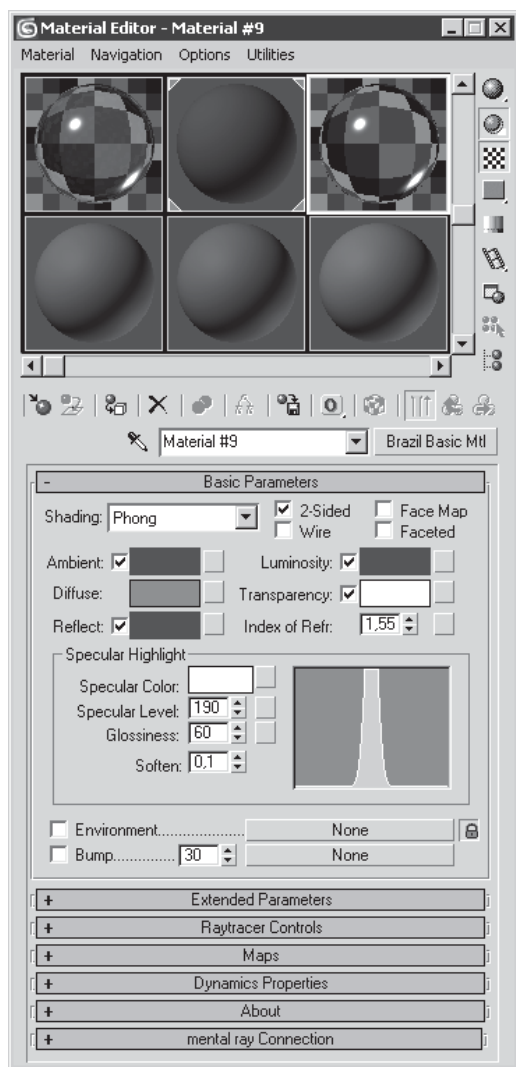 Material Editor - Material #9
Material Navigation Options Utilities
Material #9 Brazil Basic Mtl
- Basic Parameters
Shading: Phong 2-Sided Face Map
Wire Faceted
Ambient: Luminosity:
Diffuse: Transparency:
Reflect: Index of Refr: 1,55
Specular Highlight
Specular Color:
Specular Level: 190
Glossiness: 60
Soften: 0,1
Environment..................... None
Bump.............. 30 None
+ Extended Parameters
+ Raytracer Controls
+ Maps
+ Dynamics Properties
+ About
+ mental ray Connection